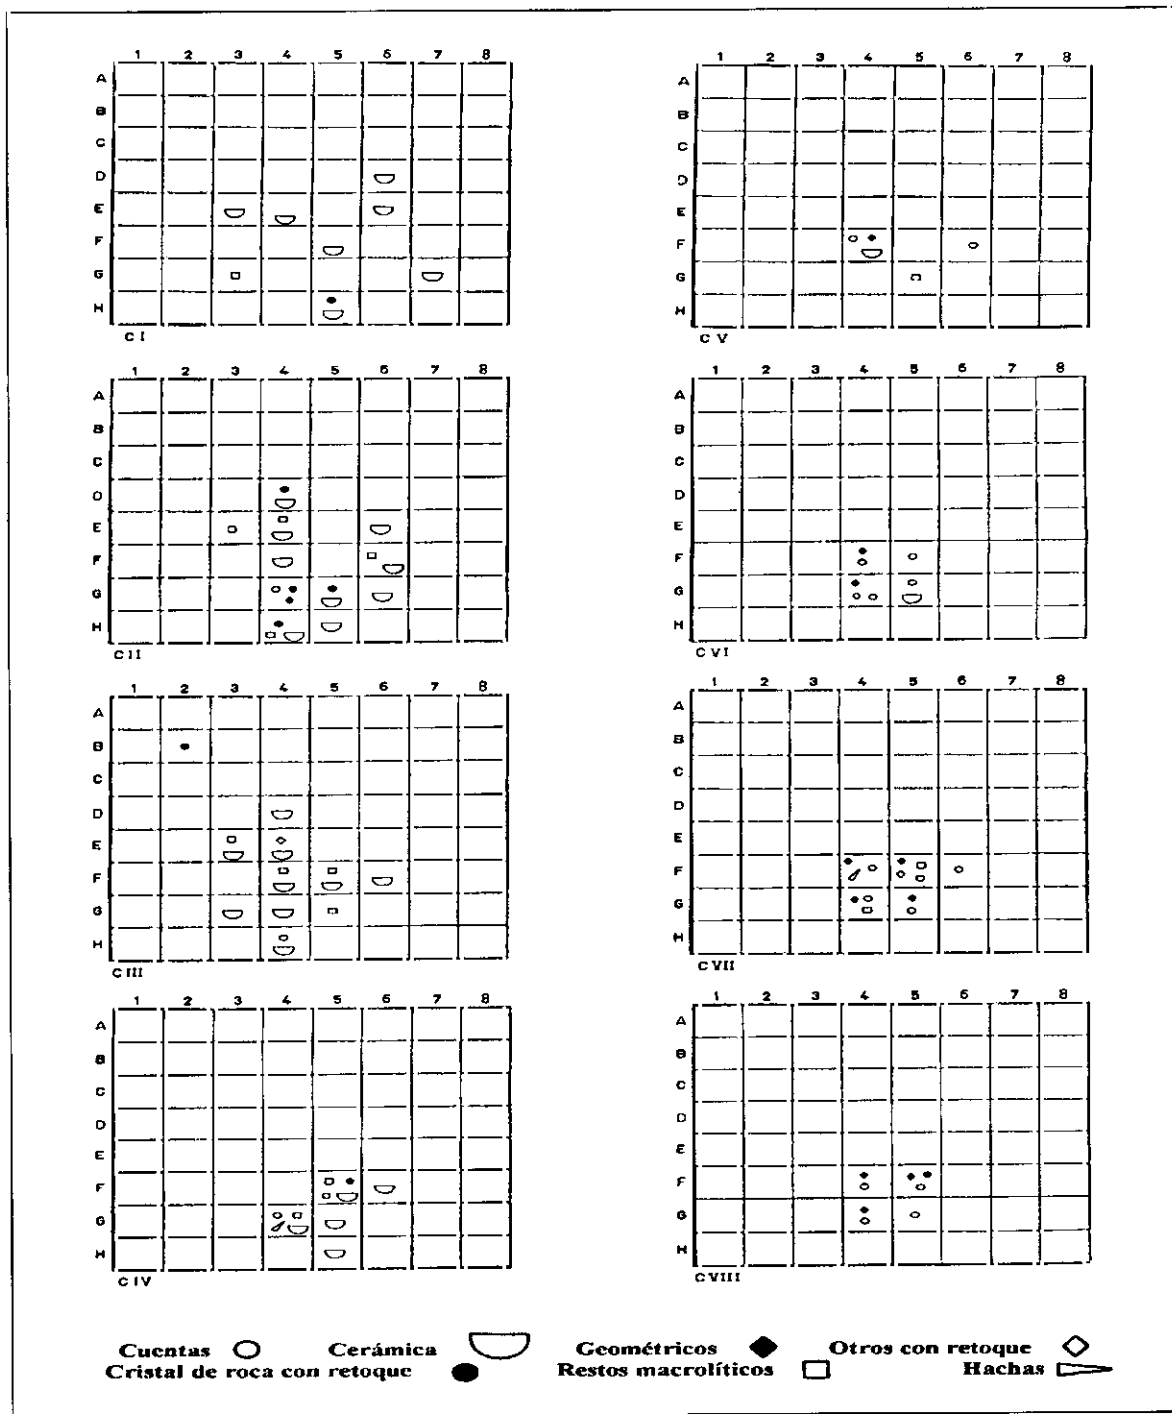 1 2 3 4 5 6 7 8
A
B
C
D
E
F
G
H
C I
1 2 3 4 5 6 7 8
A
B
C
D
E
F
G
H
C II
1 2 3 4 5 6 7 8
A
B
C
D
E
F
G
H
C III
1 2 3 4 5 6 7 8
A
B
C
D
E
F
G
H
C IV
1 2 3 4 5 6 7 8
A
B
C
D
E
F
G
H
C V
1 2 3 4 5 6 7 8
A
B
C
D
E
F
G
H
C VI
1 2 3 4 5 6 7 8
A
B
C
D
E
F
G
H
C VII
1 2 3 4 5 6 7 8
A
B
C
D
E
F
G
H
C VIII
Cuentas Cerámica Geométricos Otros con retoque
Cristal de roca con retoque Restos macrolíticos Hachas